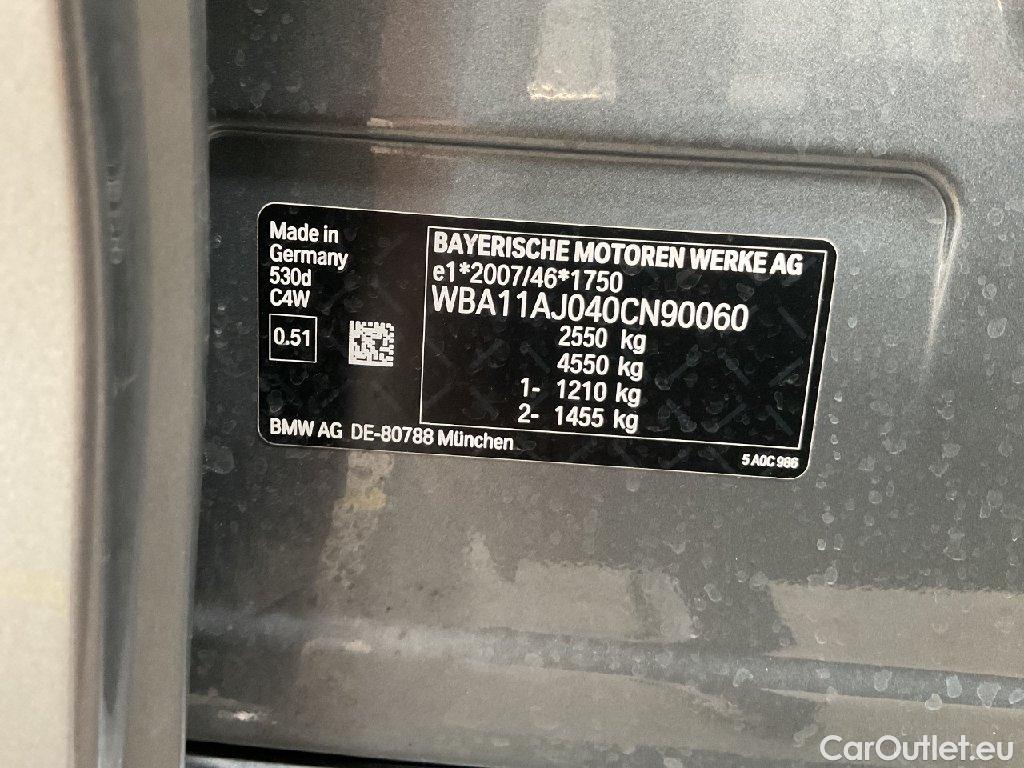 Made in
Germany
530d
C4W
0.51
BMW AG DE-80788 München
BAYERISCHE MOTOREN WERKE AG
e1*2007/46*1750
WBA11AJ040CN90060
2550 kg
4550 kg
1- 1210 kg
2- 1455 kg
5 A0C 986
CarOutlet.eu